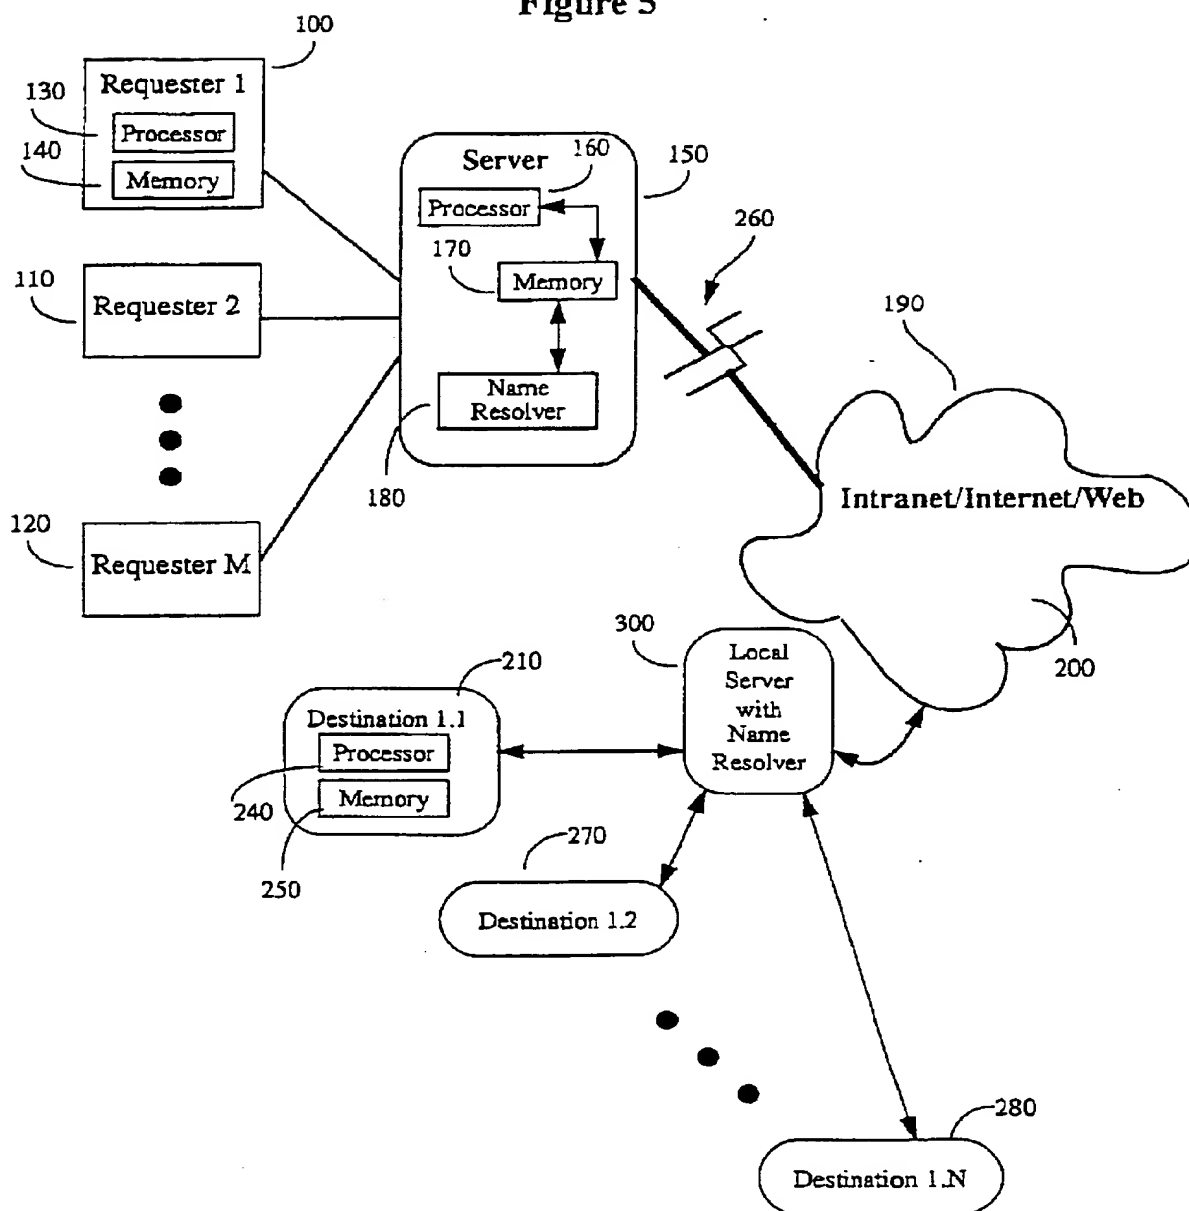 Figure 5
100
Requester 1
130
Processor
140
Memory
110
Requester 2
120
Requester M
Server
160
150
Processor
170
Memory
Name
Resolver
180
260
190
Intranet/Internet/Web
200
300
Local
Server
with
Name
Resolver
210
Destination 1.1
Processor
240
Memory
250
270
Destination 1.2
280
Destination 1.N